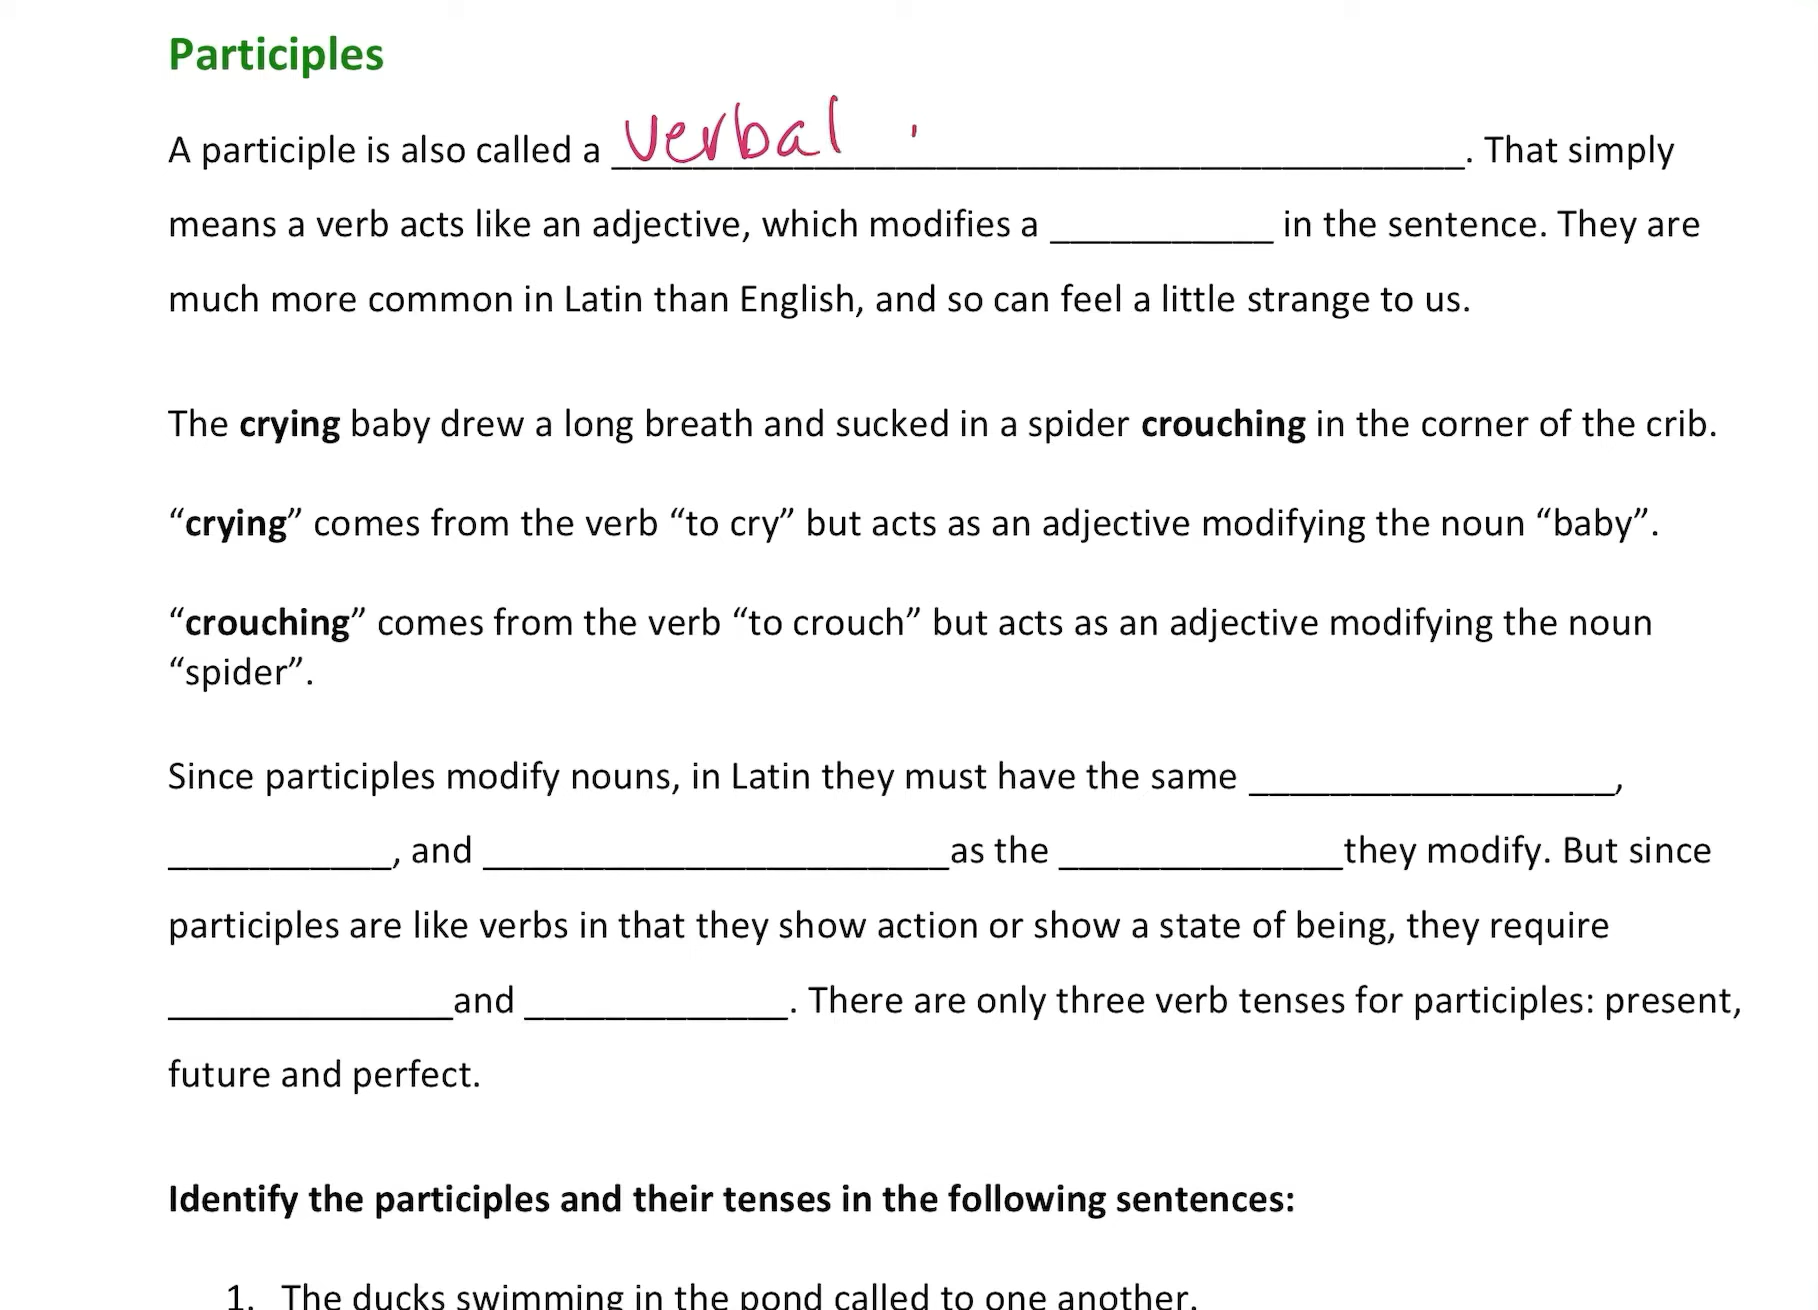 Participles
A participle is also called a verbal ______________________. That simply
means a verb acts like an adjective, which modifies a ___________ in the sentence. They are
much more common in Latin than English, and so can feel a little strange to us.
The crying baby drew a long breath and sucked in a spider crouching in the corner of the crib.
“crying” comes from the verb “to cry” but acts as an adjective modifying the noun “baby”.
“crouching” comes from the verb “to crouch” but acts as an adjective modifying the noun
“spider”.
Since participles modify nouns, in Latin they must have the same __________________,
___________, and _______________________as the ______________they modify. But since
participles are like verbs in that they show action or show a state of being, they require
______________and _____________. There are only three verb tenses for participles: present,
future and perfect.
Identify the participles and their tenses in the following sentences:
1. The ducks swimming in the pond called to one another.